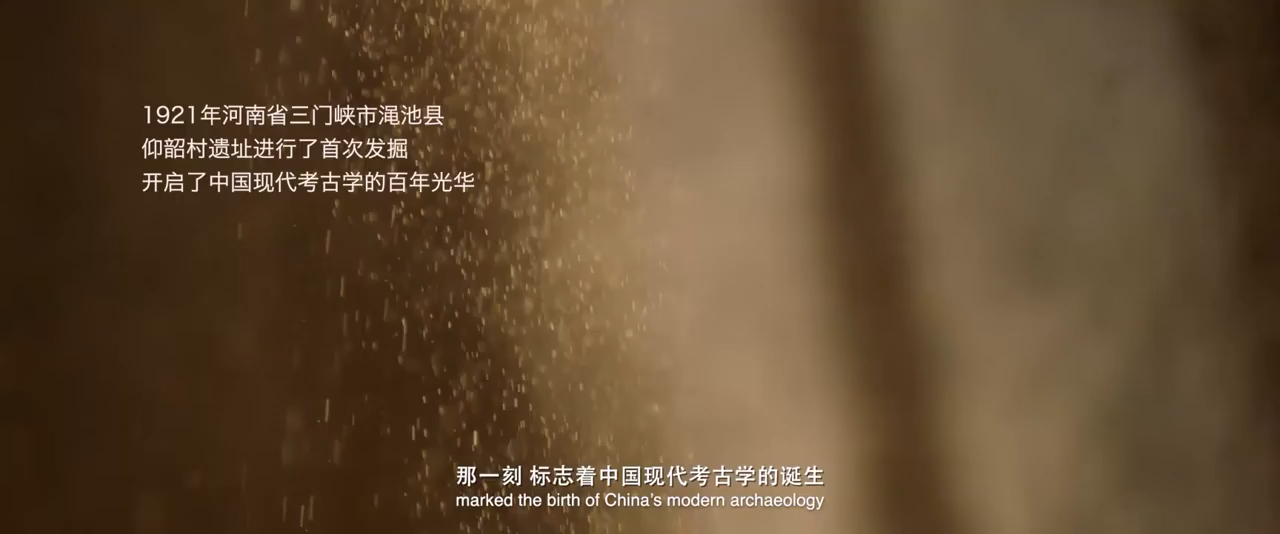 1921年河南省三门峡市渑池县
仰韶村遗址进行了首次发掘
开启了中国现代考古学的百年光华
那一刻 标志着中国现代考古学的诞生
marked the birth of China's modern archaeology